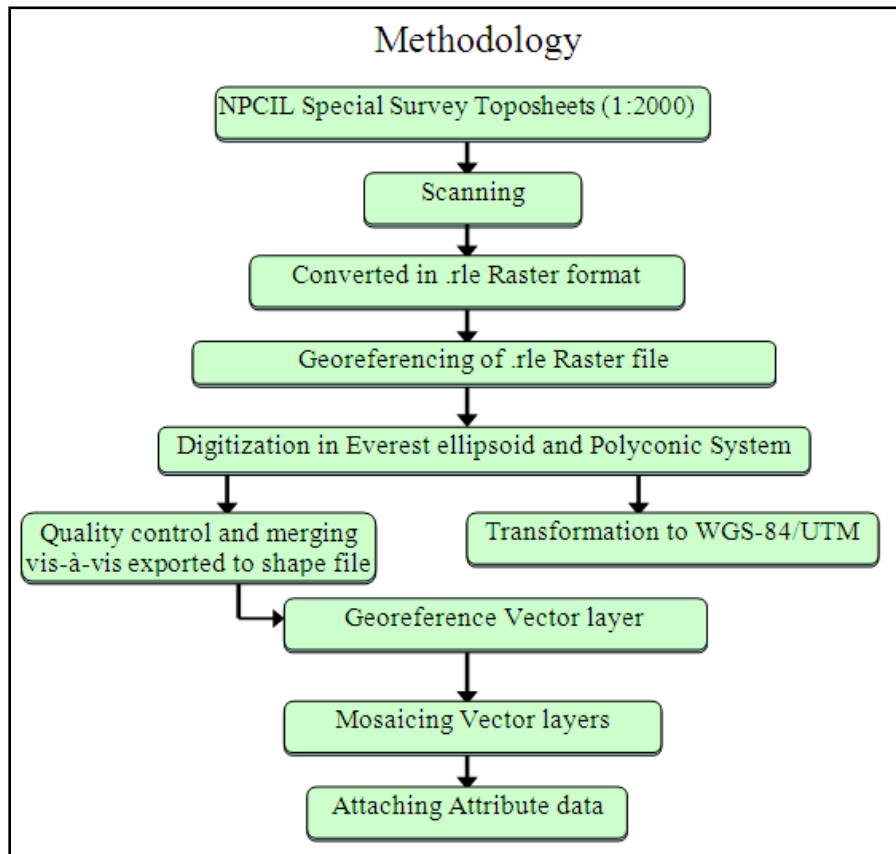 Methodology
NPCIL Special Survey Toposheets (1:2000)
Scanning
Converted in .rle Raster format
Georeferencing of .rle Raster file
Digitization in Everest ellipsoid and Polyconic System
Quality control and merging
vis-à-vis exported to shape file
Transformation to WGS-84/UTM
Georeference Vector layer
Mosaicing Vector layers
Attaching Attribute data